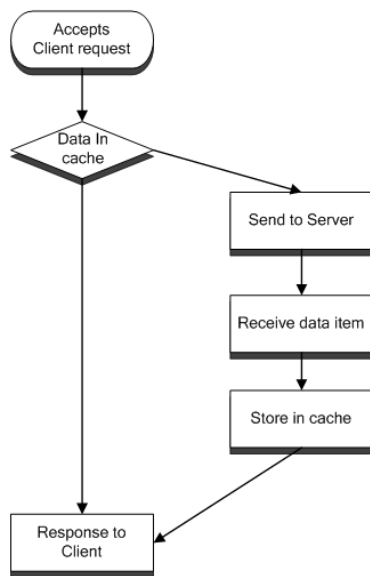 Accepts
Client request
Data In
cache
Send to Server
Receive data item
Store in cache
Response to
Client